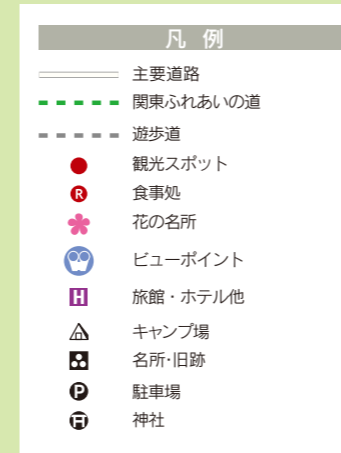 凡 例
主要道路
関東ふれあいの道
遊歩道
観光スポット
R 食事処
花の名所
ビューポイント
H 旅館・ホテル他
キャンプ場
名所･旧跡
P 駐車場
神社